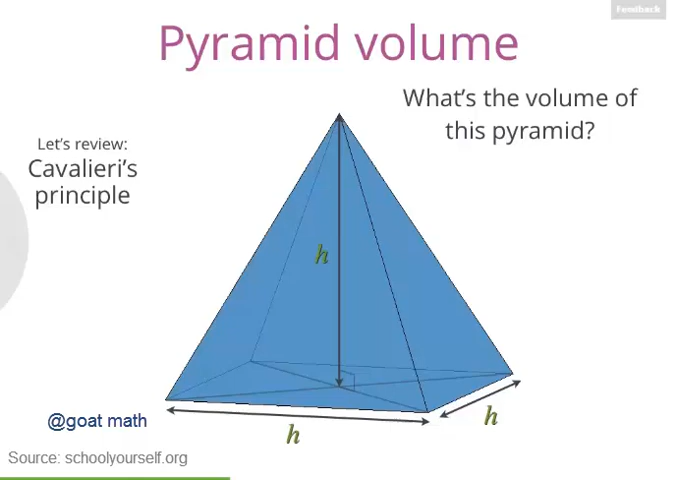 Feedback
Pyramid volume
What's the volume of
this pyramid?
Let's review:
Cavalieri's
principle
h
h
h
@goat math
Source: schoolyourself.org